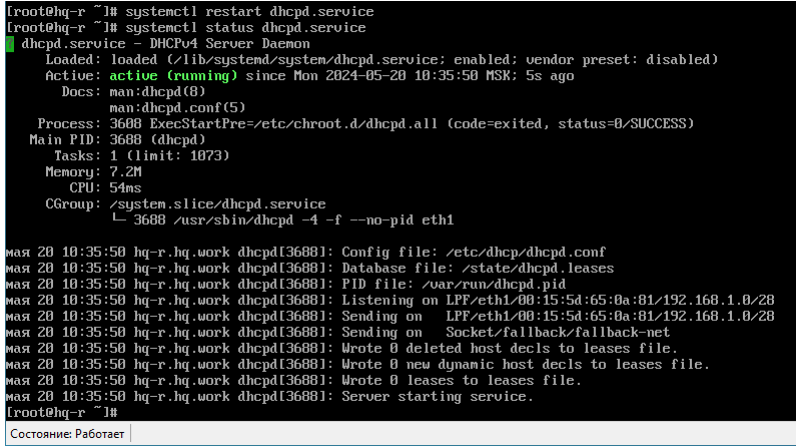 [root@hq-r ~]# systemctl restart dhcpd.service
[root@hq-r ~]# systemctl status dhcpd.service
dhcpd.service - DHCPv4 Server Daemon
Loaded: loaded (/lib/systemd/system/dhcpd.service; enabled; vendor preset: disabled)
Active: active (running) since Mon 2024-05-20 10:35:50 MSK; 5s ago
Docs: man:dhcpd(8)
man:dhcpd.conf(5)
Process: 3608 ExecStartPre=/etc/chroot.d/dhcpd.all (code=exited, status=0/SUCCESS)
Main PID: 3688 (dhcpd)
Tasks: 1 (limit: 1073)
Memory: 7.2M
CPU: 54ms
CGroup: /system.slice/dhcpd.service
└─ 3688 /usr/sbin/dhcpd -4 -f --no-pid eth1
мая 20 10:35:50 hq-r.hq.work dhcpd[3688]: Config file: /etc/dhcp/dhcpd.conf
мая 20 10:35:50 hq-r.hq.work dhcpd[3688]: Database file: /state/dhcpd.leases
мая 20 10:35:50 hq-r.hq.work dhcpd[3688]: PID file: /var/run/dhcpd.pid
мая 20 10:35:50 hq-r.hq.work dhcpd[3688]: Listening on LPF/eth1/00:15:5d:65:0a:81/192.168.1.0/28
мая 20 10:35:50 hq-r.hq.work dhcpd[3688]: Sending on   LPF/eth1/00:15:5d:65:0a:81/192.168.1.0/28
мая 20 10:35:50 hq-r.hq.work dhcpd[3688]: Sending on   Socket/fallback/fallback-net
мая 20 10:35:50 hq-r.hq.work dhcpd[3688]: Wrote 0 deleted host decls to leases file.
мая 20 10:35:50 hq-r.hq.work dhcpd[3688]: Wrote 0 new dynamic host decls to leases file.
мая 20 10:35:50 hq-r.hq.work dhcpd[3688]: Wrote 0 leases to leases file.
мая 20 10:35:50 hq-r.hq.work dhcpd[3688]: Server starting service.
[root@hq-r ~]#
Состояние: Работает